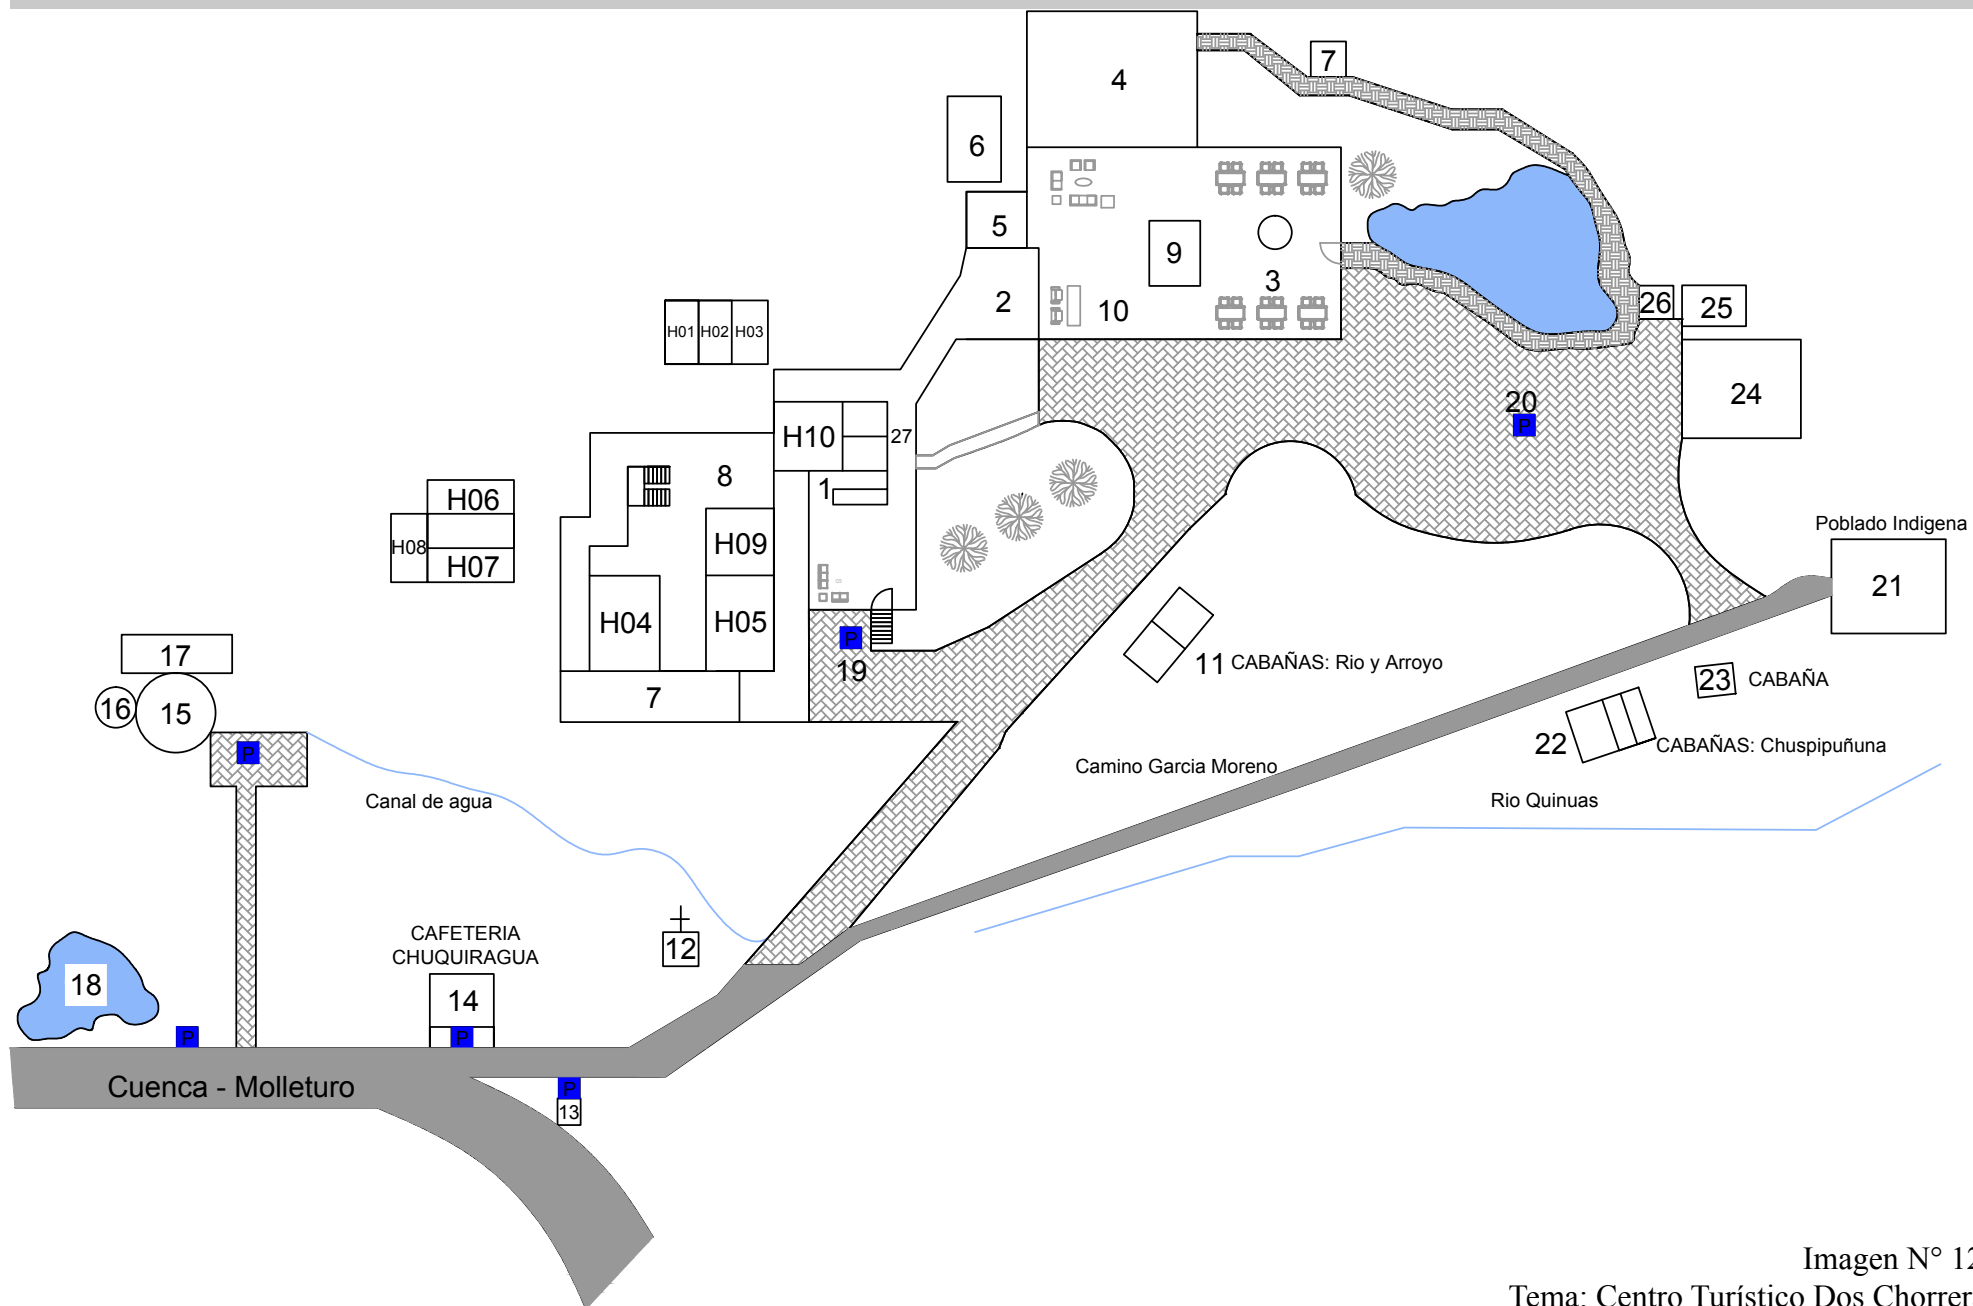 4
7
6
5
9
3
2
10
26
25
H01
H02
H03
24
20
P
H10
27
8
1
H06
H08
H07
H09
Poblado Indigena
21
H04
H05
P
19
11
CABAÑAS: Rio y Arroyo
17
16
15
7
23
CABAÑA
22
CABAÑAS: Chuspipuñuna
P
Camino Garcia Moreno
Canal de agua
Rio Quinuas
CAFETERIA
CHUQUIRAGUA
12
18
14
P
P
Cuenca - Molleturo
P
13
Imagen N° 12
Tema: Centro Turístico Dos Chorrer